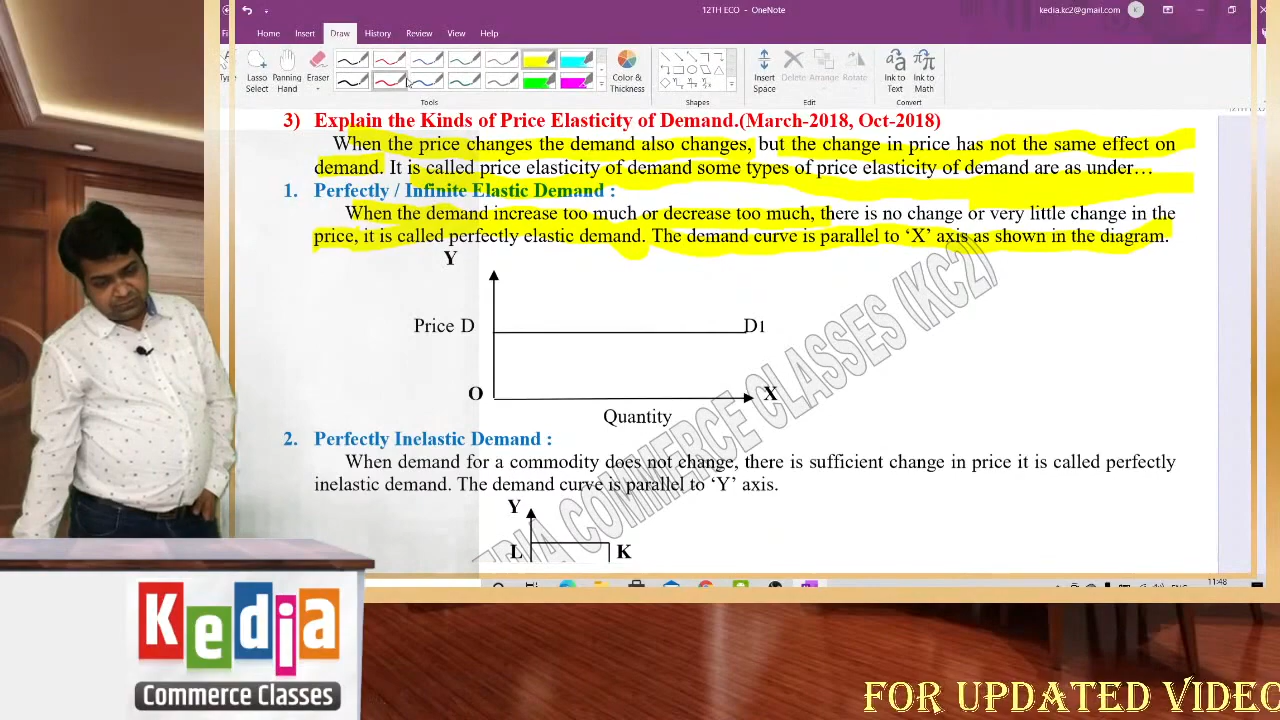 12TH ECO - OneNote
kedia.kc2@gmail.com
K
Home Insert Draw History Review View Help
Lasso Select
Panning Hand
Eraser
Color & Thickness
Insert Space
Delete
Arrange
Rotate
Ink to Text
Ink to Math
Tools
Shapes
Edit
Convert
3) Explain the Kinds of Price Elasticity of Demand.(March-2018, Oct-2018)
When the price changes the demand also changes, but the change in price has not the same effect on
demand. It is called price elasticity of demand some types of price elasticity of demand are as under…
1. Perfectly / Infinite Elastic Demand :
When the demand increase too much or decrease too much, there is no change or very little change in the
price, it is called perfectly elastic demand. The demand curve is parallel to ‘X’ axis as shown in the diagram.
Y
Price D
D1
O
X
Quantity
2. Perfectly Inelastic Demand :
When demand for a commodity does not change, there is sufficient change in price it is called perfectly
inelastic demand. The demand curve is parallel to ‘Y’ axis.
Y
L
K
COMMERCE CLASSES (KC2)
11:48
Kedia
Commerce Classes
FOR UPDATED VIDEO